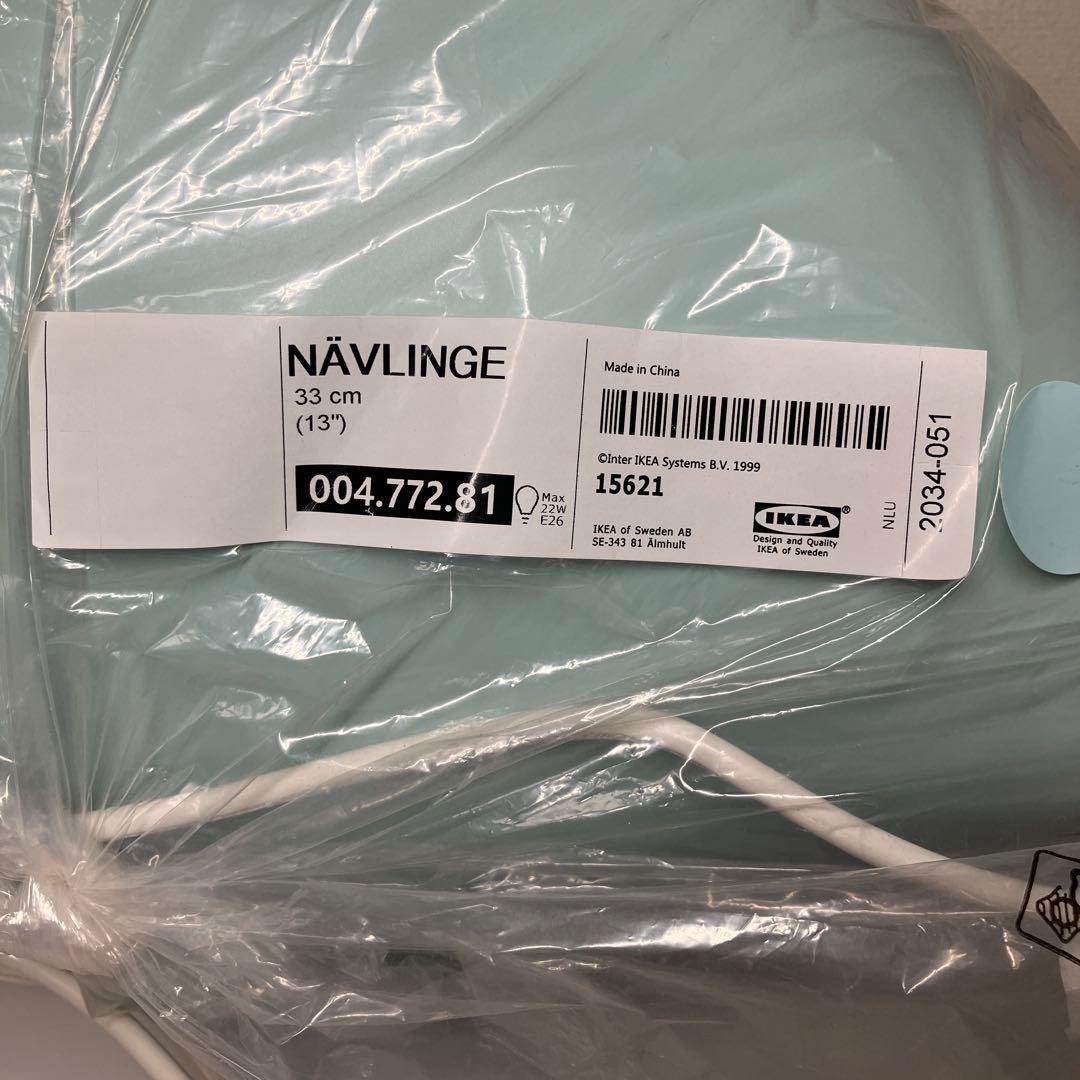 NÄVLINGE
33 cm
(13")
004.772.81
Max
22W
E26
Made in China
©Inter IKEA Systems B.V. 1999
15621
IKEA of Sweden AB
SE-343 81 Älmhult
IKEA®
Design and Quality
IKEA of Sweden
NLU
2034-051